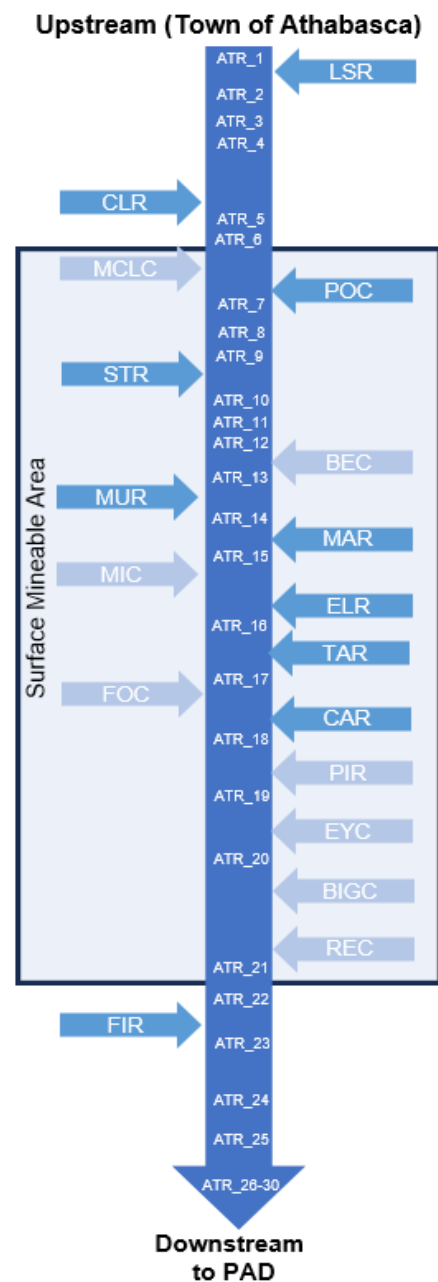 Upstream (Town of Athabasca)
ATR_1
LSR
ATR_2
ATR_3
ATR_4
CLR
ATR_5
ATR_6
MCLC
POC
ATR_7
ATR_8
ATR_9
STR
ATR_10
ATR_11
ATR_12
BEC
ATR_13
MUR
ATR_14
MAR
ATR_15
MIC
ELR
ATR_16
TAR
ATR_17
FOC
CAR
ATR_18
PIR
ATR_19
EYC
ATR_20
BIGC
REC
ATR_21
Surface Mineable Area
ATR_22
FIR
ATR_23
ATR_24
ATR_25
ATR_26-30
Downstream
to PAD